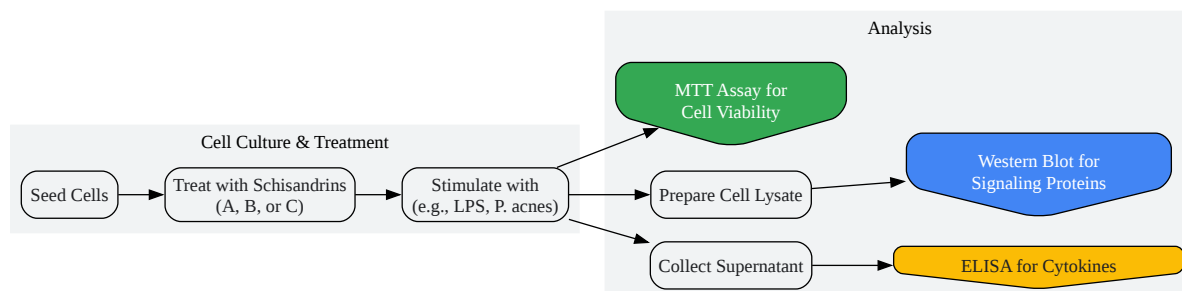 Cell Culture & Treatment
Seed Cells
Treat with Schisandrins
(A, B, or C)
Stimulate with
(e.g., LPS, P. acnes)
Analysis
MTT Assay for
Cell Viability
Prepare Cell Lysate
Western Blot for
Signaling Proteins
Collect Supernatant
ELISA for Cytokines